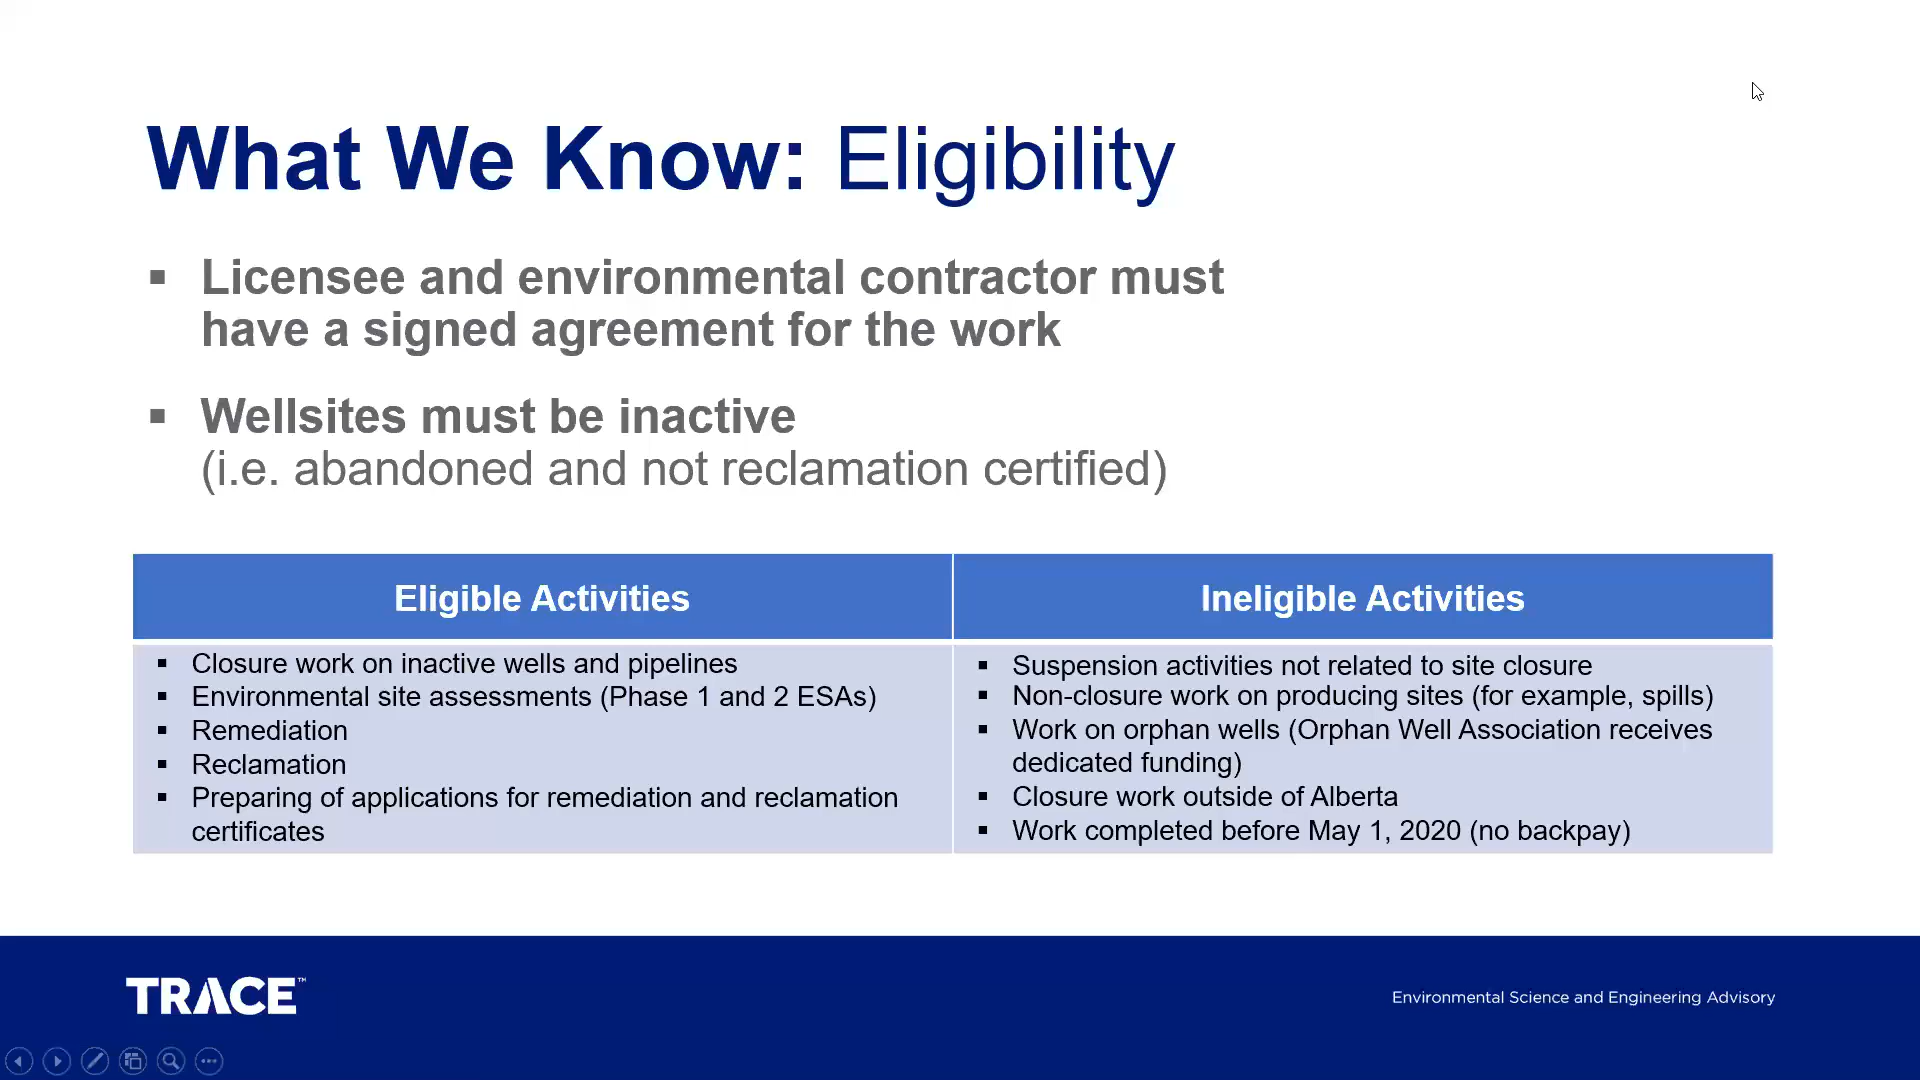 What We Know: Eligibility
▪ Licensee and environmental contractor must
have a signed agreement for the work
▪ Wellsites must be inactive
(i.e. abandoned and not reclamation certified)
Eligible Activities
▪ Closure work on inactive wells and pipelines
▪ Environmental site assessments (Phase 1 and 2 ESAs)
▪ Remediation
▪ Reclamation
▪ Preparing of applications for remediation and reclamation
certificates
Ineligible Activities
▪ Suspension activities not related to site closure
▪ Non-closure work on producing sites (for example, spills)
▪ Work on orphan wells (Orphan Well Association receives
dedicated funding)
▪ Closure work outside of Alberta
▪ Work completed before May 1, 2020 (no backpay)
TRACE™
Environmental Science and Engineering Advisory